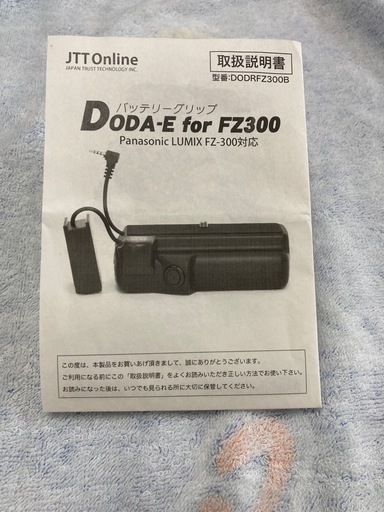 JTT Online
JAPAN TRUST TECHNOLOGY INC.
取扱説明書
型番:DODRFZ300B
バッテリーグリップ
DODA-E for FZ300
Panasonic LUMIX FZ-300対応
この度は、本製品をお買いあげ頂きまして、誠にありがとうございます。
ご利用になる前にこの「取扱説明書」をよくお読みいただき正しい方法でお使い下さい。
お読みになった後は、いつでも見られる所に大切に保管してください。